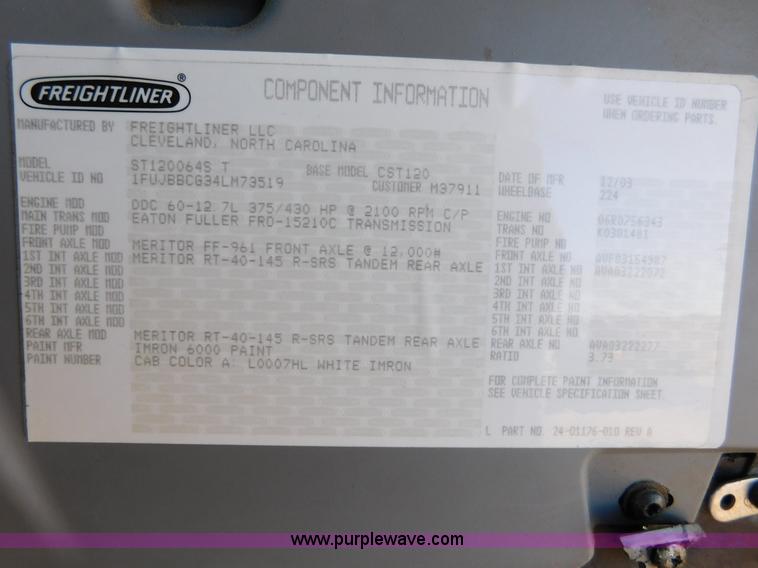 FREIGHTLINER ®
COMPONENT INFORMATION
USE VEHICLE ID NUMBER
WHEN ORDERING PARTS.
MANUFACTURED BY FREIGHTLINER LLC
CLEVELAND, NORTH CAROLINA
MODEL ST120064S T BASE MODEL CST120 DATE OF MFR 12/03
VEHICLE ID NO 1FUJBBCG34LM73519 CUSTOMER M37911 WHEELBASE 224
ENGINE MOD DDC 60-12.7L 375/430 HP @ 2100 RPM C/P ENGINE NO 06R0756343
MAIN TRANS MOD EATON FULLER FRO-15210C TRANSMISSION TRANS NO K0301481
FIRE PUMP MOD FIRE PUMP NO
FRONT AXLE MOD MERITOR FF-961 FRONT AXLE @ 12,000# FRONT AXLE NO AVF03154987
1ST INT AXLE MOD MERITOR RT-40-145 R-SRS TANDEM REAR AXLE 1ST INT AXLE NO AVA03222072
2ND INT AXLE MOD 2ND INT AXLE NO
3RD INT AXLE MOD 3RD INT AXLE NO
4TH INT AXLE MOD 4TH INT AXLE NO
5TH INT AXLE MOD 5TH INT AXLE NO
6TH INT AXLE MOD 6TH INT AXLE NO
REAR AXLE MOD MERITOR RT-40-145 R-SRS TANDEM REAR AXLE REAR AXLE NO AVA03222277
PAINT MFR IMRON 6000 PAINT RATIO 3.73
PAINT NUMBER CAB COLOR A: L0007HL WHITE IMRON
FOR COMPLETE PAINT INFORMATION
SEE VEHICLE SPECIFICATION SHEET.
L PART NO. 24-01176-010 REV A
www.purplewave.com